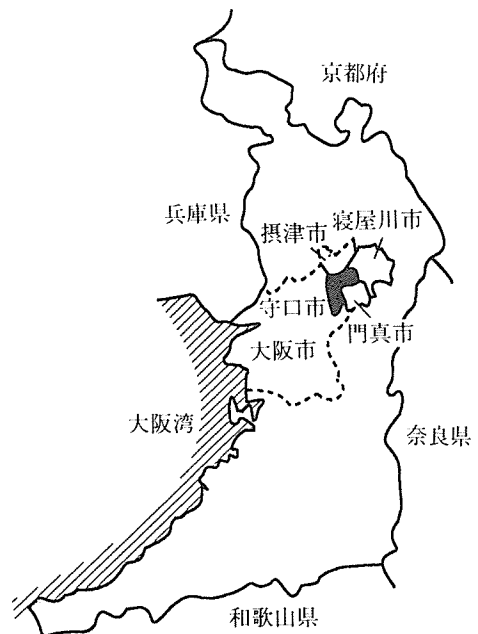 京都府
兵庫県
摂津市
寝屋川市
守口市
門真市
大阪市
大阪湾
奈良県
和歌山県